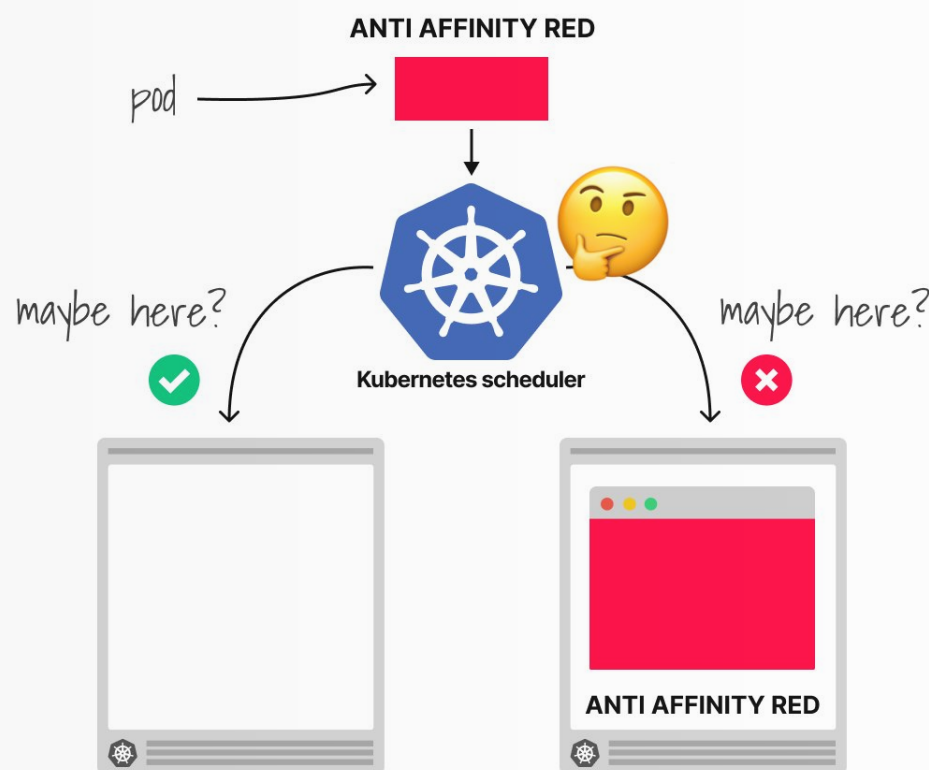 ANTI AFFINITY RED
pod
maybe here?
maybe here?
Kubernetes scheduler
ANTI AFFINITY RED